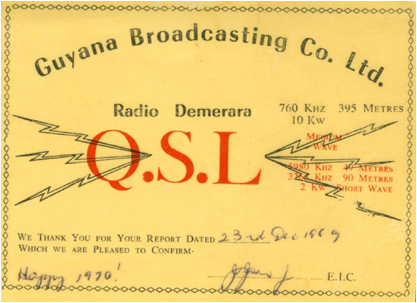 Guyana Broadcasting Co. Ltd.
Radio Demerara
760 KHZ 395 METRES
10 KW
MEDIUM
WAVE
Q.S.L
5980 KHZ METRES
KHZ 90 METRES
2 KW SHORT WAVE
WE THANK YOU FOR YOUR REPORT DATED 23rd Dec 1969
WHICH WE ARE PLEASED TO CONFIRM.
Happy 1970!
E.I.C.